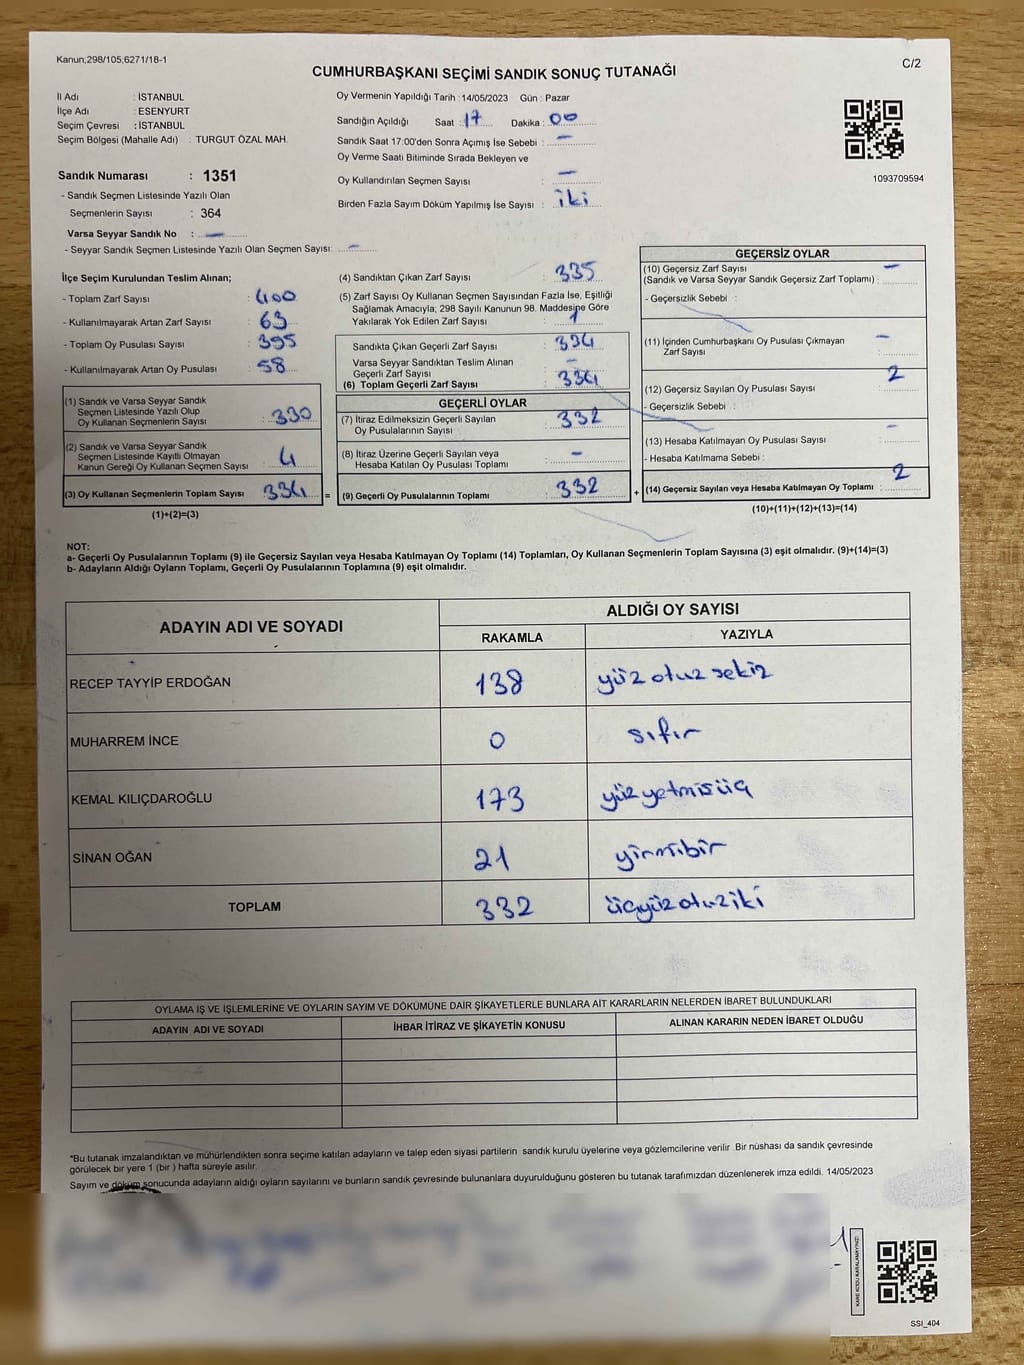 Kanun;298/105;6271/18-1
CUMHURBAŞKANI SEÇİMİ SANDIK SONUÇ TUTANAĞI
C/2
İl Adı : İSTANBUL
İlçe Adı : ESENYURT
Seçim Çevresi : İSTANBUL
Seçim Bölgesi (Mahalle Adı) : TURGUT ÖZAL MAH.
Sandık Numarası : 1351
- Sandık Seçmen Listesinde Yazılı Olan
Seçmenlerin Sayısı : 364
Varsa Seyyar Sandık No : —
- Seyyar Sandık Seçmen Listesinde Yazılı Olan Seçmen Sayısı: —
Oy Vermenin Yapıldığı Tarih : 14/05/2023 Gün : Pazar
Sandığın Açıldığı Saat : 17 Dakika : 00
Sandık Saat 17:00'den Sonra Açımış İse Sebebi : —
Oy Verme Saati Bitiminde Sırada Bekleyen ve
Oy Kullandırılan Seçmen Sayısı : —
Birden Fazla Sayım Döküm Yapılmış İse Sayısı : iki
1093709594
İlçe Seçim Kurulundan Teslim Alınan;
- Toplam Zarf Sayısı : 400
- Kullanılmayarak Artan Zarf Sayısı : 63
- Toplam Oy Pusulası Sayısı : 395
- Kullanılmayarak Artan Oy Pusulası : 58
(1) Sandık ve Varsa Seyyar Sandık
Seçmen Listesinde Yazılı Olup
Oy Kullanan Seçmenlerin Sayısı : 330
(2) Sandık ve Varsa Seyyar Sandık
Seçmen Listesinde Kayıtlı Olmayan
Kanun Gereği Oy Kullanan Seçmen Sayısı : 4
(3) Oy Kullanan Seçmenlerin Toplam Sayısı : 334
(1)+(2)=(3)
(4) Sandıktan Çıkan Zarf Sayısı : 335
(5) Zarf Sayısı Oy Kullanan Seçmen Sayısından Fazla İse, Eşitliği
Sağlamak Amacıyla; 298 Sayılı Kanunun 98. Maddesine Göre
Yakılarak Yok Edilen Zarf Sayısı : 1
Sandıkta Çıkan Geçerli Zarf Sayısı : 334
Varsa Seyyar Sandıktan Teslim Alınan
Geçerli Zarf Sayısı : —
(6) Toplam Geçerli Zarf Sayısı : 334
=
GEÇERLİ OYLAR
(7) İtiraz Edilmeksizin Geçerli Sayılan
Oy Pusulalarının Sayısı : 332
(8) İtiraz Üzerine Geçerli Sayılan veya
Hesaba Katılan Oy Pusulası Toplamı : —
(9) Geçerli Oy Pusulalarının Toplamı : 332
+
GEÇERSİZ OYLAR
(10) Geçersiz Zarf Sayısı —
(Sandık ve Varsa Seyyar Sandık Geçersiz Zarf Toplamı) :
- Geçersizlik Sebebi :
(11) İçinden Cumhurbaşkanı Oy Pusulası Çıkmayan —
Zarf Sayısı :
(12) Geçersiz Sayılan Oy Pusulası Sayısı : 2
- Geçersizlik Sebebi :
(13) Hesaba Katılmayan Oy Pusulası Sayısı : —
- Hesaba Katılmama Sebebi :
(14) Geçersiz Sayılan veya Hesaba Katılmayan Oy Toplamı : 2
(10)+(11)+(12)+(13)=(14)
NOT:
a- Geçerli Oy Pusulalarının Toplamı (9) ile Geçersiz Sayılan veya Hesaba Katılmayan Oy Toplamı (14) Toplamları, Oy Kullanan Seçmenlerin Toplam Sayısına (3) eşit olmalıdır. (9)+(14)=(3)
b- Adayların Aldığı Oyların Toplamı, Geçerli Oy Pusulalarının Toplamına (9) eşit olmalıdır.
ADAYIN ADI VE SOYADI
ALDIĞI OY SAYISI
RAKAMLA YAZIYLA
RECEP TAYYİP ERDOĞAN 138 yüz otuz sekiz
MUHARREM İNCE 0 sıfır
KEMAL KILIÇDAROĞLU 173 yüz yetmiş üç
SİNAN OĞAN 21 yirmibir
TOPLAM 332 üçyüz otuz iki
OYLAMA İŞ VE İŞLEMLERİNE VE OYLARIN SAYIM VE DÖKÜMÜNE DAİR ŞİKAYETLERLE BUNLARA AİT KARARLARIN NELERDEN İBARET BULUNDUKLARI
ADAYIN ADI VE SOYADI İHBAR İTİRAZ VE ŞİKAYETİN KONUSU ALINAN KARARIN NEDEN İBARET OLDUĞU
*Bu tutanak imzalandıktan ve mühürlendikten sonra seçime katılan adayların ve talep eden siyasi partilerin sandık kurulu üyelerine veya gözlemcilerine verilir Bir nüshası da sandık çevresinde
görülecek bir yere 1 (bir ) hafta süreyle asılır.
Sayım ve döküm sonucunda adayların aldığı oyların sayılarını ve bunların sandık çevresinde bulunanlara duyurulduğunu gösteren bu tutanak tarafımızdan düzenlenerek imza edildi. 14/05/2023
KARE KODU KARALAMAYINIZ!
SSI_404